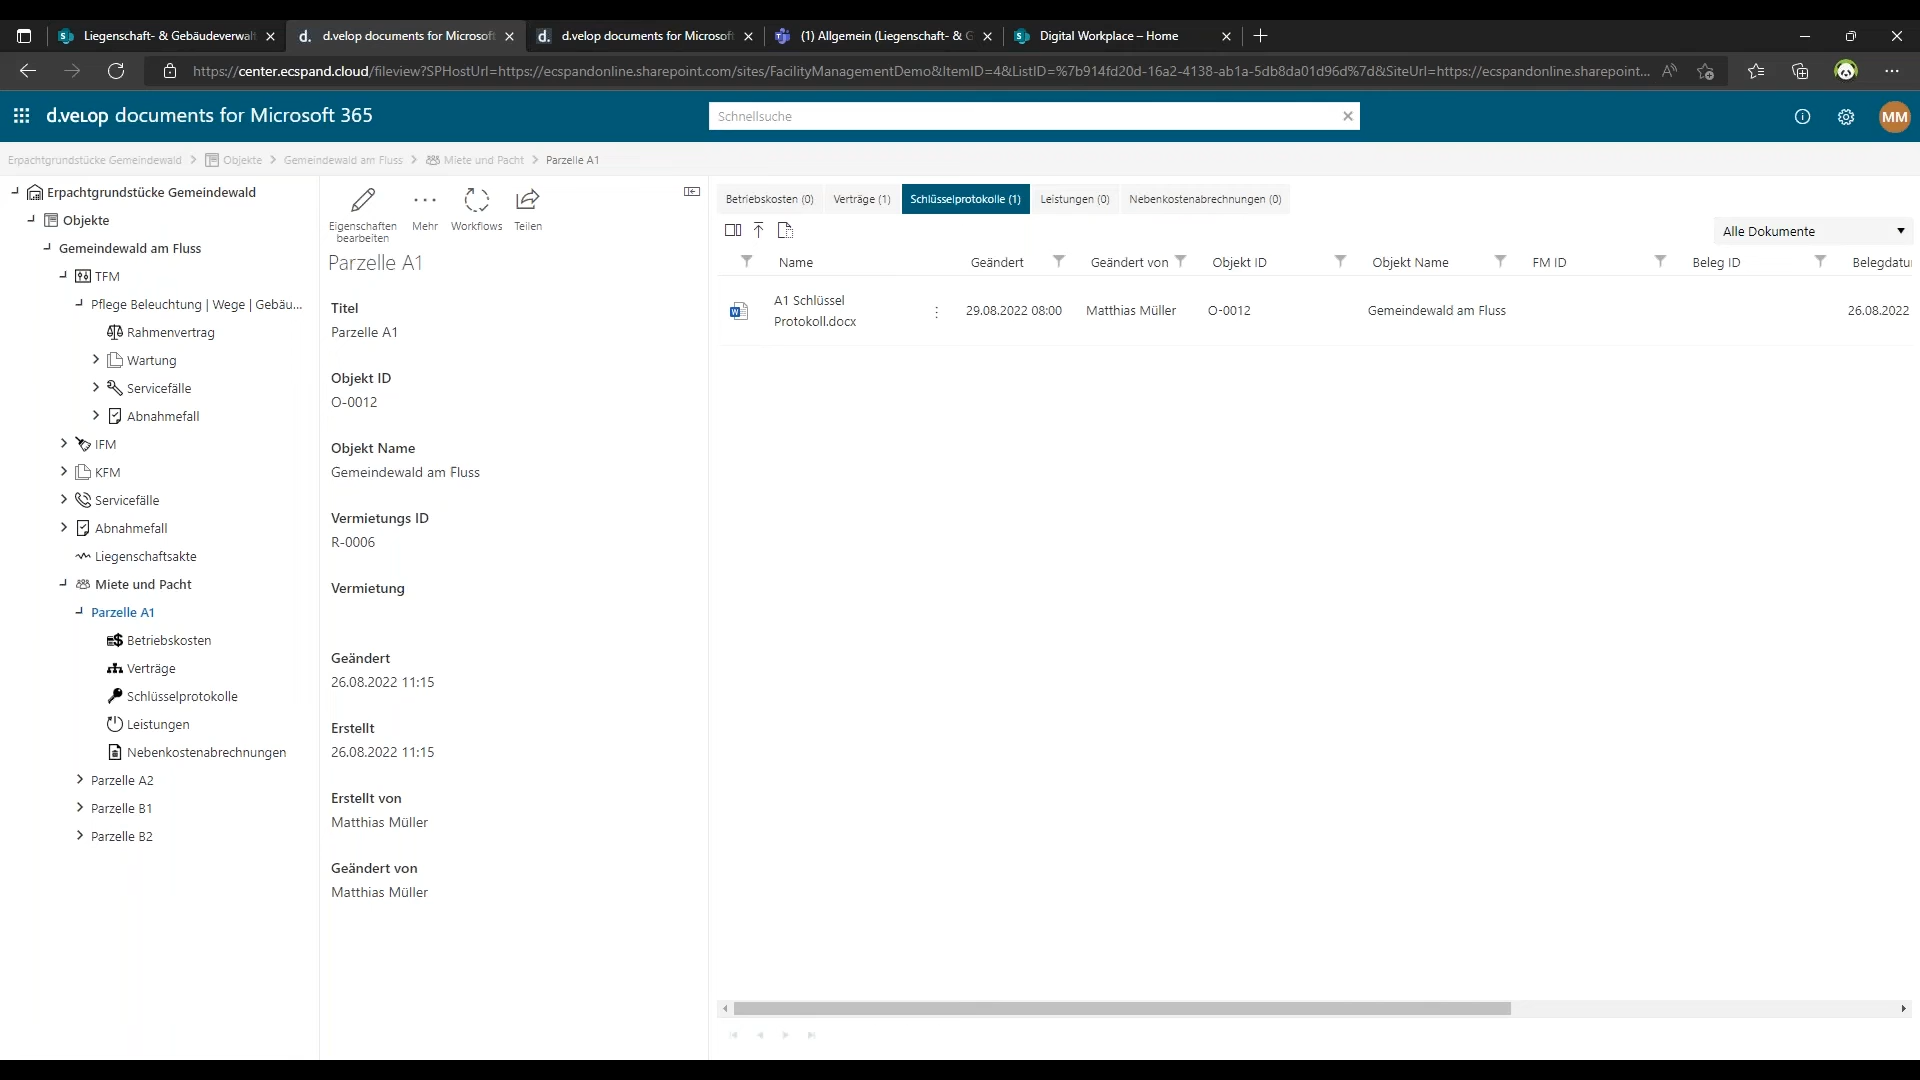 Liegenschaft- & Gebäudeverwal
d.velop documents for Microsoft
d.velop documents for Microsoft
(1) Allgemein (Liegenschaft- & G
Digital Workplace – Home
https://center.ecspand.cloud/fileview?SPHostUrl=https://ecspandonline.sharepoint.com/sites/FacilityManagementDemo&ItemID=4&ListID=%7b914fd20d-16a2-4138-ab1a-5db8da01d96d%7d&SiteUrl=https://ecspandonline.sharepoint...
d.velop documents for Microsoft 365
Schnellsuche
MM
Erpachtgrundstücke Gemeindewald > Objekte > Gemeindewald am Fluss > Miete und Pacht > Parzelle A1
Erpachtgrundstücke Gemeindewald
Objekte
Gemeindewald am Fluss
TFM
Pflege Beleuchtung | Wege | Gebäu...
Rahmenvertrag
Wartung
Servicefälle
Abnahmefall
IFM
KFM
Servicefälle
Abnahmefall
Liegenschaftsakte
Miete und Pacht
Parzelle A1
Betriebskosten
Verträge
Schlüsselprotokolle
Leistungen
Nebenkostenabrechnungen
Parzelle A2
Parzelle B1
Parzelle B2
Eigenschaften bearbeiten
Mehr
Workflows
Teilen
Parzelle A1
Titel
Parzelle A1
Objekt ID
O-0012
Objekt Name
Gemeindewald am Fluss
Vermietungs ID
R-0006
Vermietung
Geändert
26.08.2022 11:15
Erstellt
26.08.2022 11:15
Erstellt von
Matthias Müller
Geändert von
Matthias Müller
Betriebskosten (0) Verträge (1) Schlüsselprotokolle (1) Leistungen (0) Nebenkostenabrechnungen (0)
Alle Dokumente
Name Geändert Geändert von Objekt ID Objekt Name FM ID Beleg ID Belegdatu
A1 Schlüssel
Protokoll.docx
29.08.2022 08:00 Matthias Müller O-0012 Gemeindewald am Fluss 26.08.2022